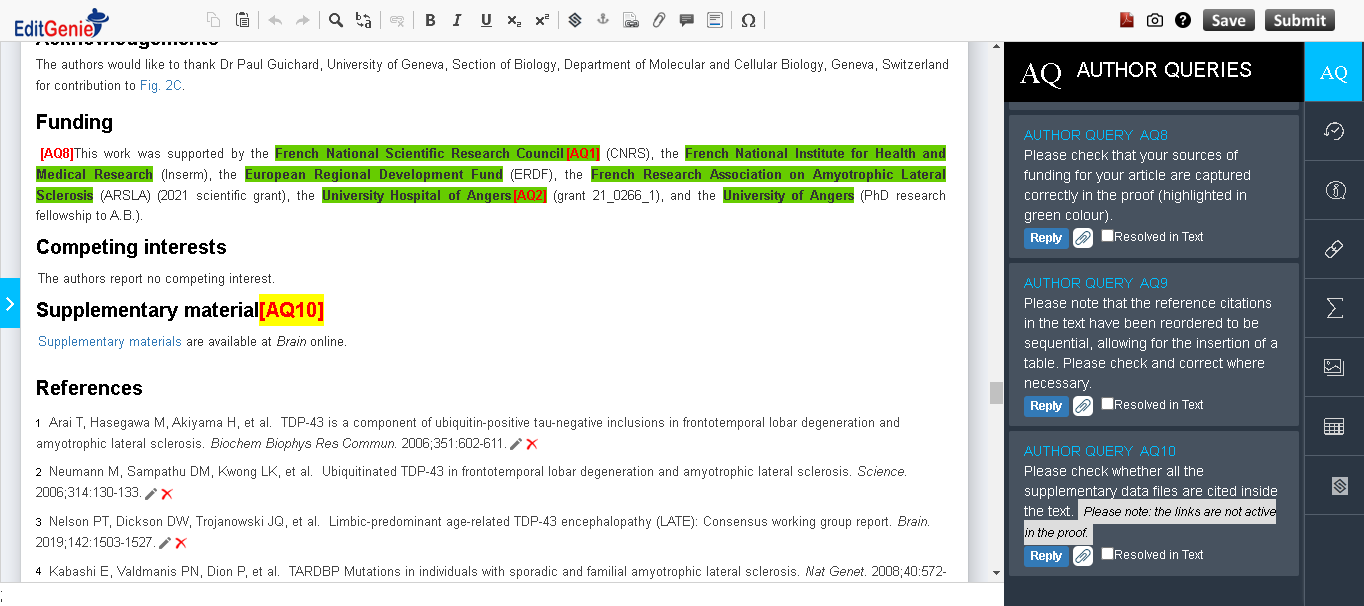 EditGenie
B I U x₂ x² Ω
Save Submit
Acknowledgements
The authors would like to thank Dr Paul Guichard, University of Geneva, Section of Biology, Department of Molecular and Cellular Biology, Geneva, Switzerland
for contribution to Fig. 2C.
Funding
[AQ8]This work was supported by the French National Scientific Research Council[AQ1] (CNRS), the French National Institute for Health and
Medical Research (Inserm), the European Regional Development Fund (ERDF), the French Research Association on Amyotrophic Lateral
Sclerosis (ARSLA) (2021 scientific grant), the University Hospital of Angers[AQ2] (grant 21_0266_1), and the University of Angers (PhD research
fellowship to A.B.).
Competing interests
The authors report no competing interest.
Supplementary material[AQ10]
Supplementary materials are available at Brain online.
References
1 Arai T, Hasegawa M, Akiyama H, et al. TDP-43 is a component of ubiquitin-positive tau-negative inclusions in frontotemporal lobar degeneration and
amyotrophic lateral sclerosis. Biochem Biophys Res Commun. 2006;351:602-611.
2 Neumann M, Sampathu DM, Kwong LK, et al. Ubiquitinated TDP-43 in frontotemporal lobar degeneration and amyotrophic lateral sclerosis. Science.
2006;314:130-133.
3 Nelson PT, Dickson DW, Trojanowski JQ, et al. Limbic-predominant age-related TDP-43 encephalopathy (LATE): Consensus working group report. Brain.
2019;142:1503-1527.
4 Kabashi E, Valdmanis PN, Dion P, et al. TARDBP Mutations in individuals with sporadic and familial amyotrophic lateral sclerosis. Nat Genet. 2008;40:572-
;
AQ AUTHOR QUERIES
AQ
AUTHOR QUERY AQ8
Please check that your sources of
funding for your article are captured
correctly in the proof (highlighted in
green colour).
Reply Resolved in Text
AUTHOR QUERY AQ9
Please note that the reference citations
in the text have been reordered to be
sequential, allowing for the insertion of a
table. Please check and correct where
necessary.
Reply Resolved in Text
AUTHOR QUERY AQ10
Please check whether all the
supplementary data files are cited inside
the text. Please note: the links are not active
in the proof.
Reply Resolved in Text